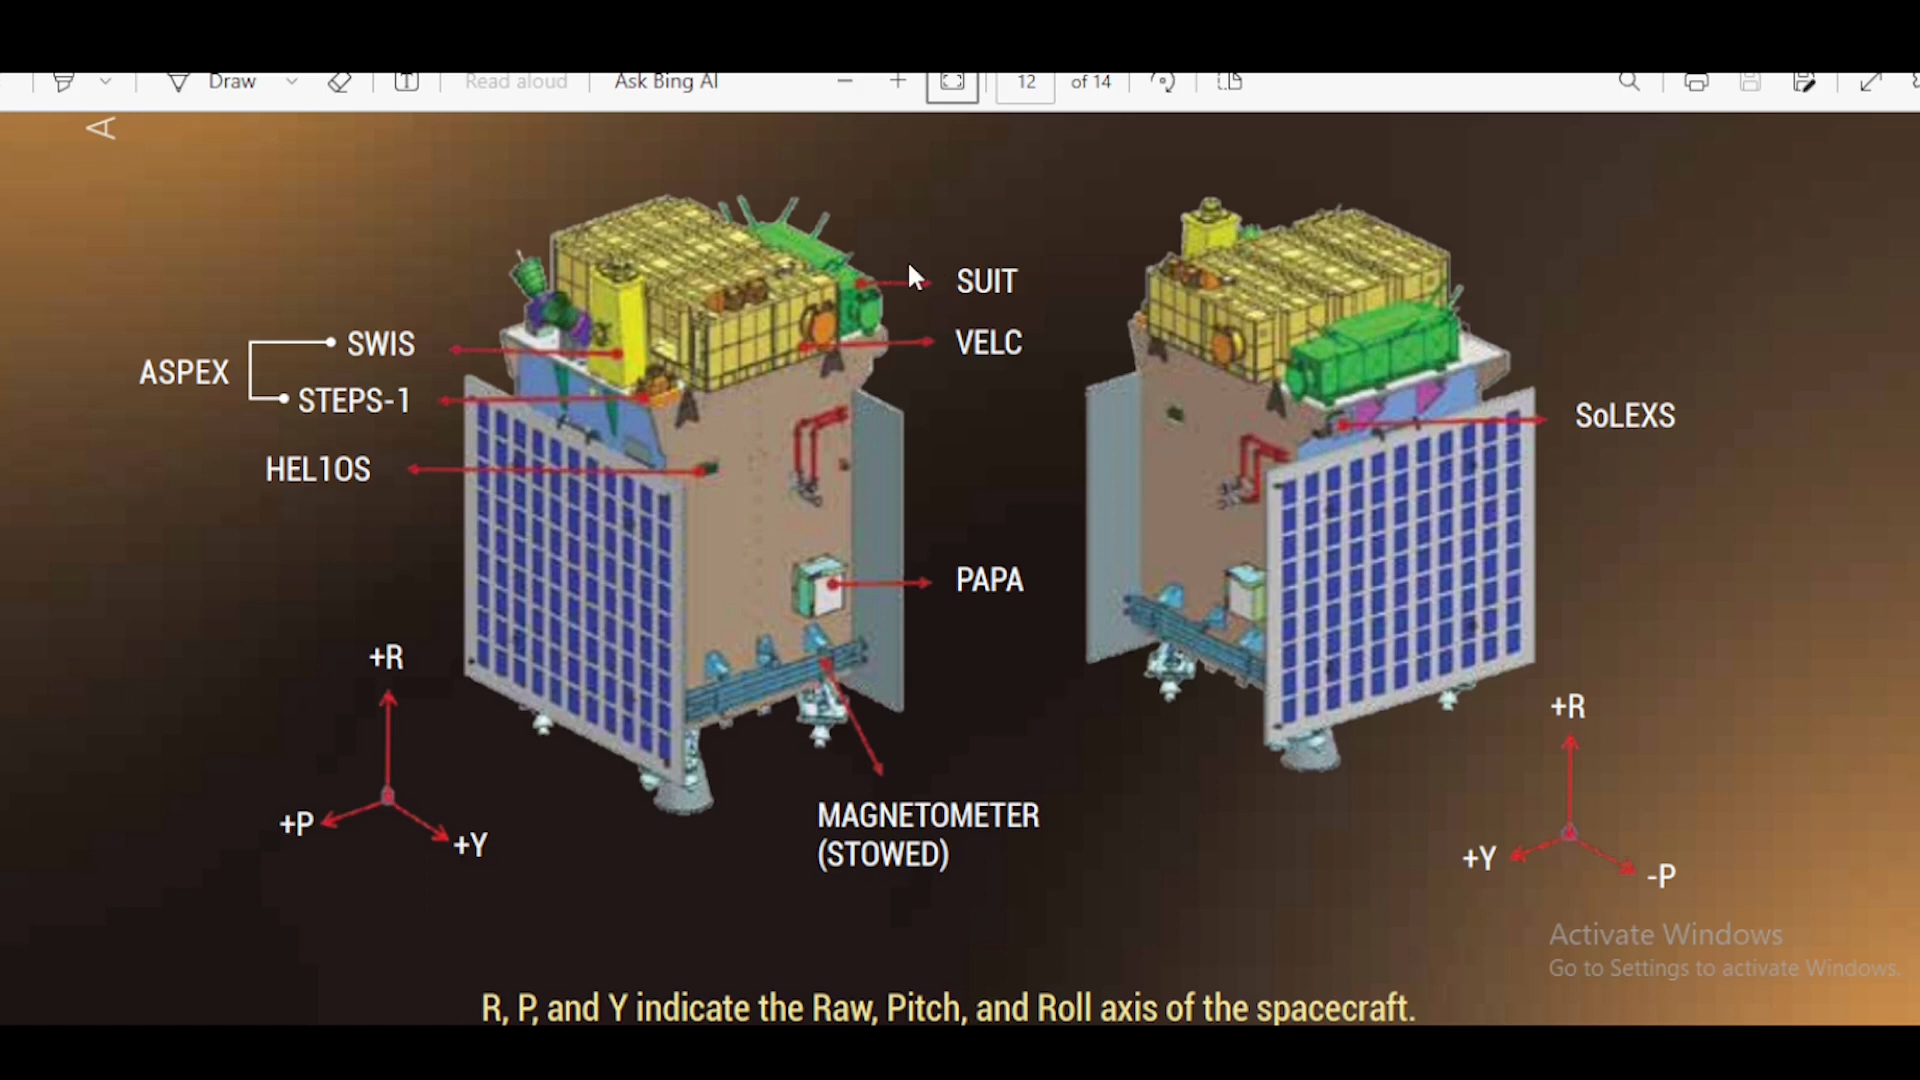 Draw
Read aloud
Ask Bing AI
12 of 14
A
SUIT
SWIS
VELC
ASPEX
STEPS-1
SoLEXS
HEL1OS
PAPA
+R
+P
+Y
MAGNETOMETER
(STOWED)
+R
+Y
-P
Activate Windows
Go to Settings to activate Windows.
R, P, and Y indicate the Raw, Pitch, and Roll axis of the spacecraft.